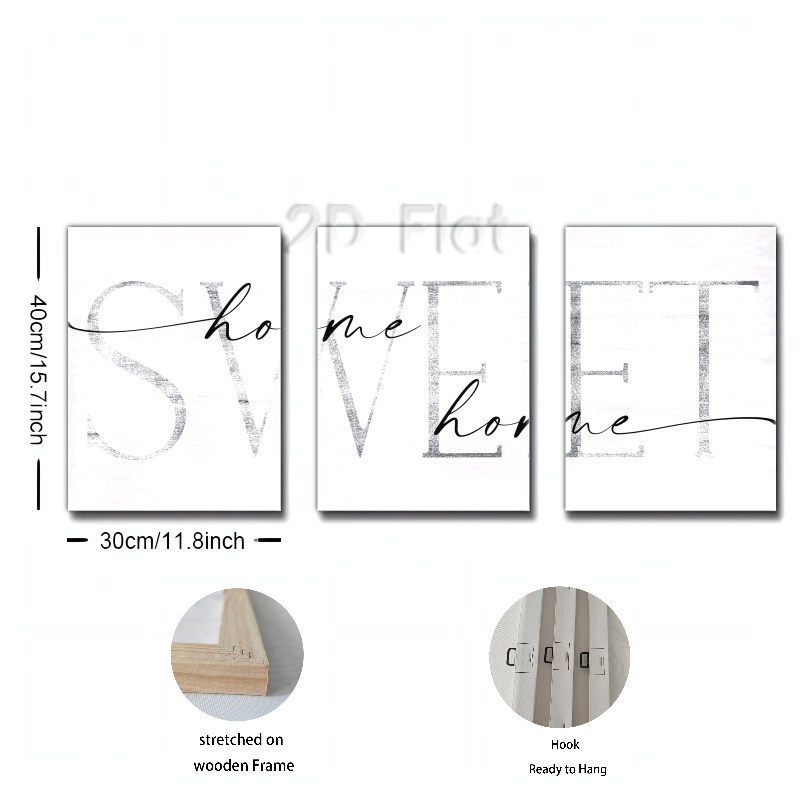 2D Flat
SWEET
home
home
40cm/15.7inch
30cm/11.8inch
stretched on
wooden Frame
Hook
Ready to Hang